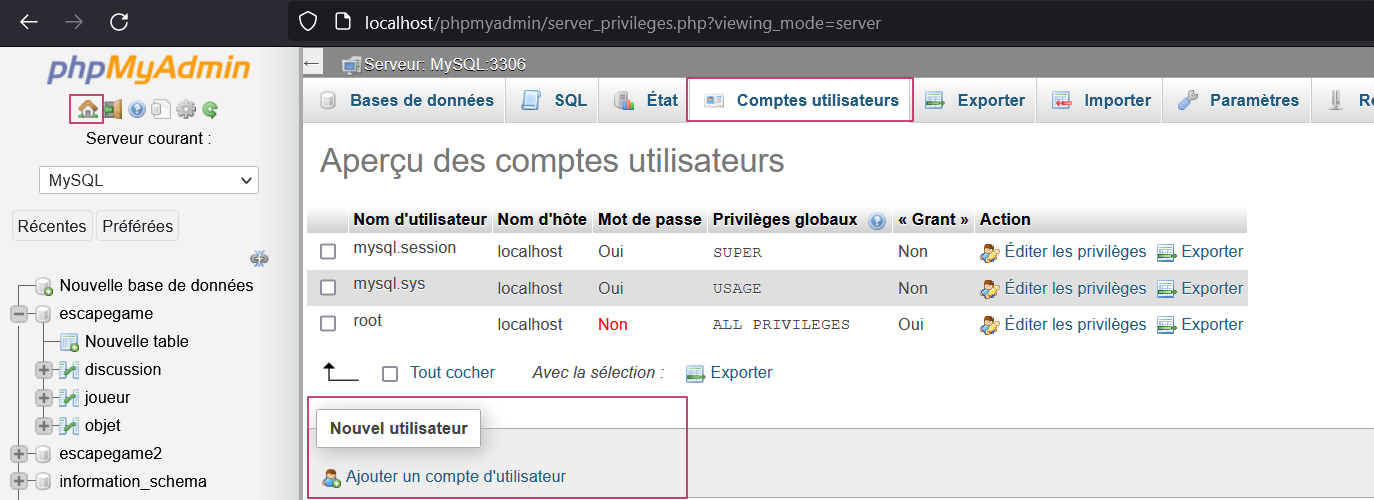 localhost/phpmyadmin/server_privileges.php?viewing_mode=server
phpMyAdmin
Serveur courant :
MySQL
Récentes Préférées
Nouvelle base de données
escapegame
Nouvelle table
discussion
joueur
objet
escapegame2
information_schema
Serveur: MySQL:3306
Bases de données SQL État Comptes utilisateurs Exporter Importer Paramètres
Aperçu des comptes utilisateurs
Nom d'utilisateur Nom d'hôte Mot de passe Privilèges globaux « Grant » Action
mysql.session localhost Oui SUPER Non Éditer les privilèges Exporter
mysql.sys localhost Oui USAGE Non Éditer les privilèges Exporter
root localhost Non ALL PRIVILEGES Oui Éditer les privilèges Exporter
Tout cocher Avec la sélection : Exporter
Nouvel utilisateur
Ajouter un compte d'utilisateur